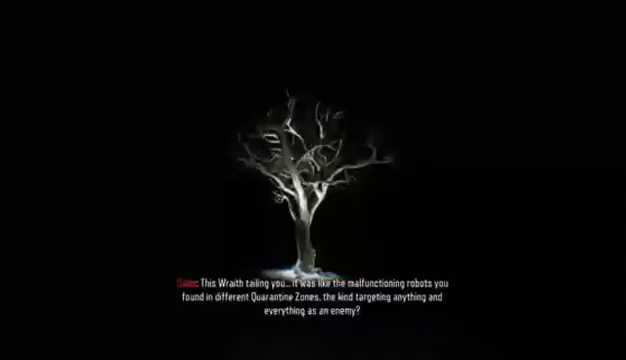 : This Wraith tailing you...it was like the malfunctioning robots you
found in different Quarantine Zones, the kind targeting anything and
everything as an enemy?